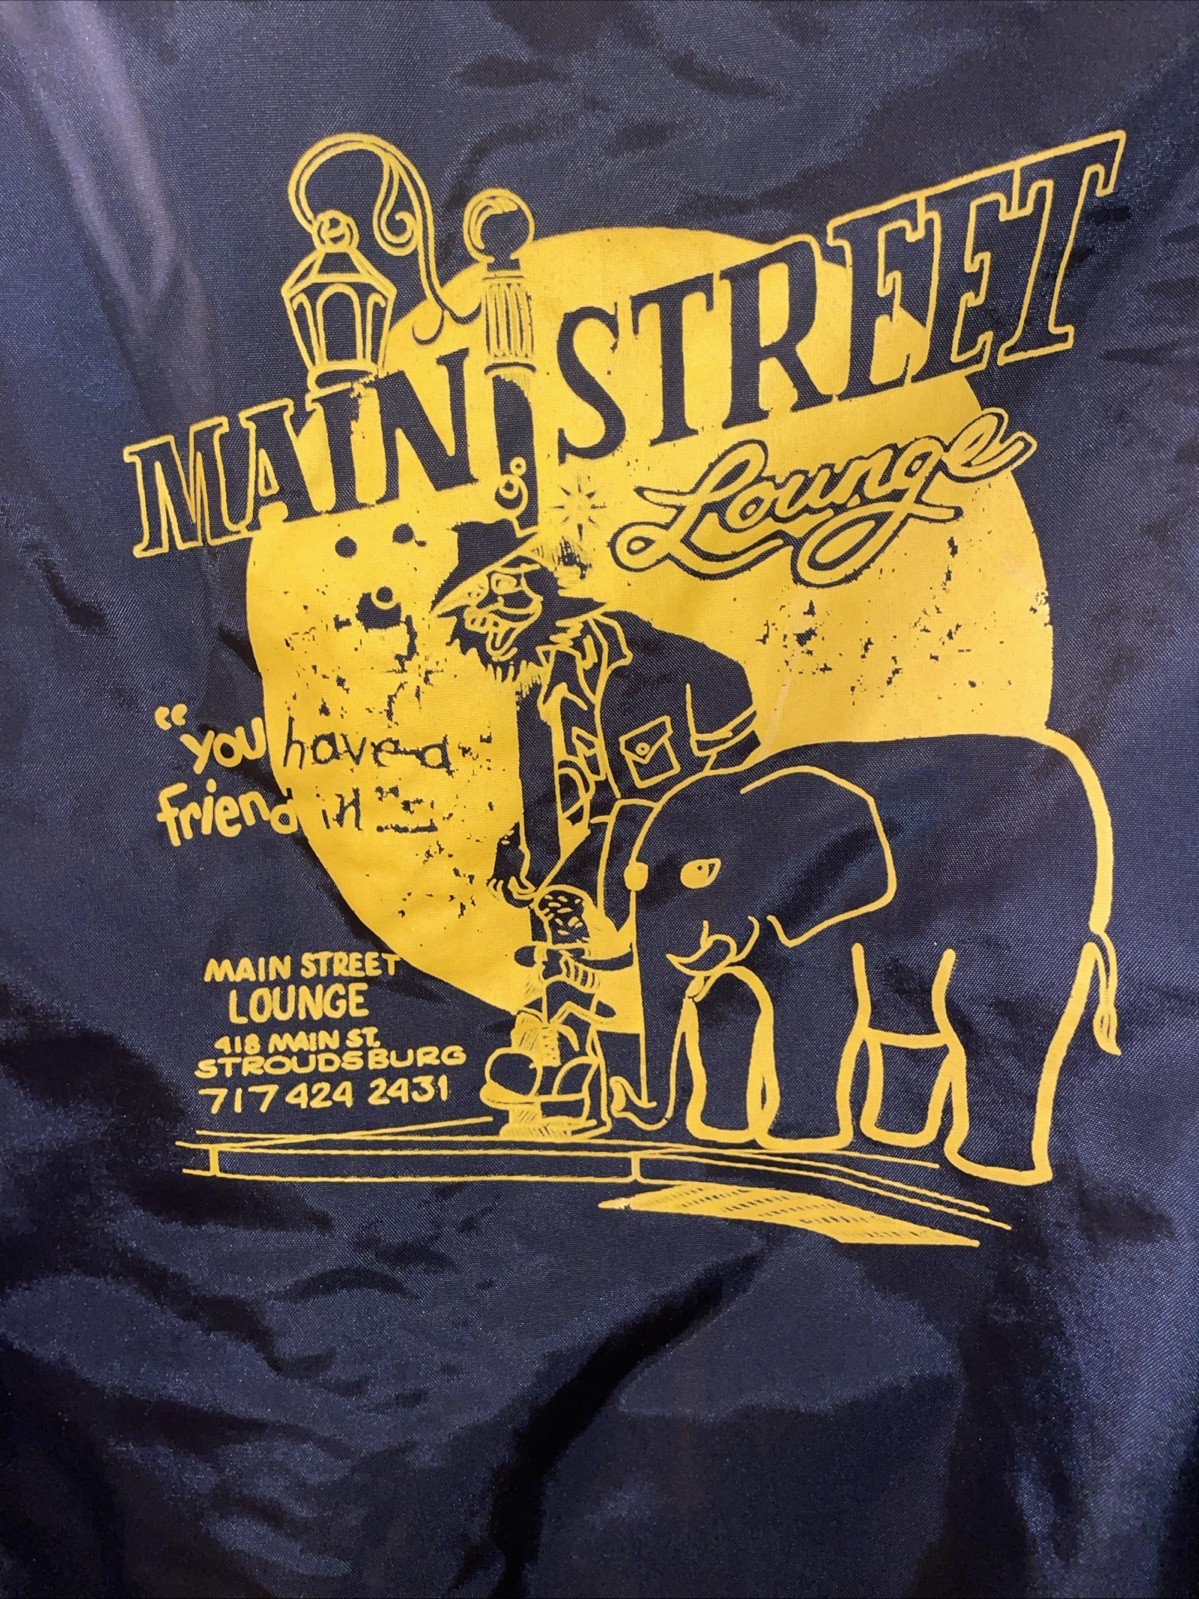 MAIN STREET
Lounge
“you have a
friend in
MAIN STREET
LOUNGE
418 MAIN ST.
STROUDSBURG
717 424 2431